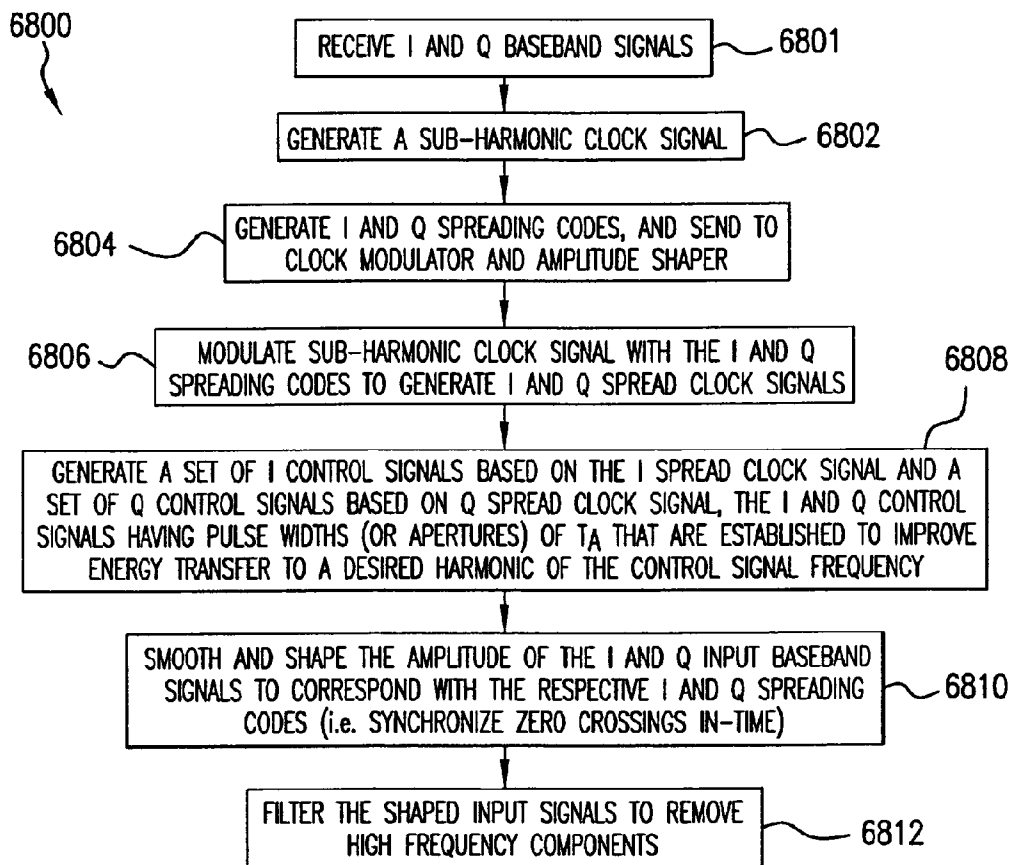 6800
RECEIVE I AND Q BASEBAND SIGNALS
6801
GENERATE A SUB-HARMONIC CLOCK SIGNAL
6802
GENERATE I AND Q SPREADING CODES, AND SEND TO
CLOCK MODULATOR AND AMPLITUDE SHAPER
6804
MODULATE SUB-HARMONIC CLOCK SIGNAL WITH THE I AND Q
SPREADING CODES TO GENERATE I AND Q SPREAD CLOCK SIGNALS
6806
6808
GENERATE A SET OF I CONTROL SIGNALS BASED ON THE I SPREAD CLOCK SIGNAL AND A
SET OF Q CONTROL SIGNALS BASED ON Q SPREAD CLOCK SIGNAL, THE I AND Q CONTROL
SIGNALS HAVING PULSE WIDTHS (OR APERTURES) OF TA THAT ARE ESTABLISHED TO IMPROVE
ENERGY TRANSFER TO A DESIRED HARMONIC OF THE CONTROL SIGNAL FREQUENCY
SMOOTH AND SHAPE THE AMPLITUDE OF THE I AND Q INPUT BASEBAND
SIGNALS TO CORRESPOND WITH THE RESPECTIVE I AND Q SPREADING
CODES (i.e. SYNCHRONIZE ZERO CROSSINGS IN-TIME)
6810
FILTER THE SHAPED INPUT SIGNALS TO REMOVE
HIGH FREQUENCY COMPONENTS
6812